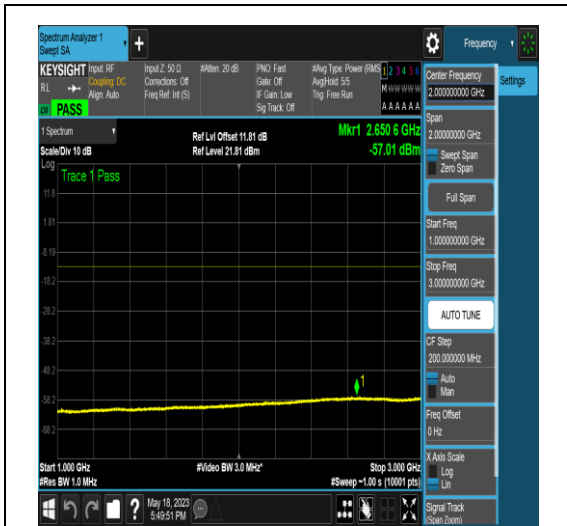 Spectrum Analyzer 1
Swept SA
Frequency
KEYSIGHT
RL
PASS
Input: RF
Coupling: DC
Align: Auto
Input Z: 50 Ω
Corrections: Off
Freq Ref: Int (S)
#Atten: 20 dB
PNO: Fast
Gate: Off
IF Gain: Low
Sig Track: Off
#Avg Type: Power (RMS
Avg|Hold: 5/5
Trig: Free Run
1 2 3 4 5 6
M W W W W W
A A A A A A
1 Spectrum
Scale/Div 10 dB
Ref Lvl Offset 11.81 dB
Ref Level 21.81 dBm
Mkr1 2.650 6 GHz
-57.01 dBm
Log
Trace 1 Pass
11.8
1.81
-8.19
-18.2
-28.2
-38.2
-48.2
-58.2
-68.2
1
Start 1.000 GHz
#Res BW 1.0 MHz
#Video BW 3.0 MHz*
Stop 3.000 GHz
#Sweep ~1.00 s (10001 pts)
Center Frequency
2.000000000 GHz
Settings
Span
2.00000000 GHz
Swept Span
Zero Span
Full Span
Start Freq
1.000000000 GHz
Stop Freq
3.000000000 GHz
AUTO TUNE
CF Step
200.000000 MHz
Auto
Man
Freq Offset
0 Hz
X Axis Scale
Log
Lin
Signal Track
(Span Zoom)
?
May 18, 2023
5:49:51 PM